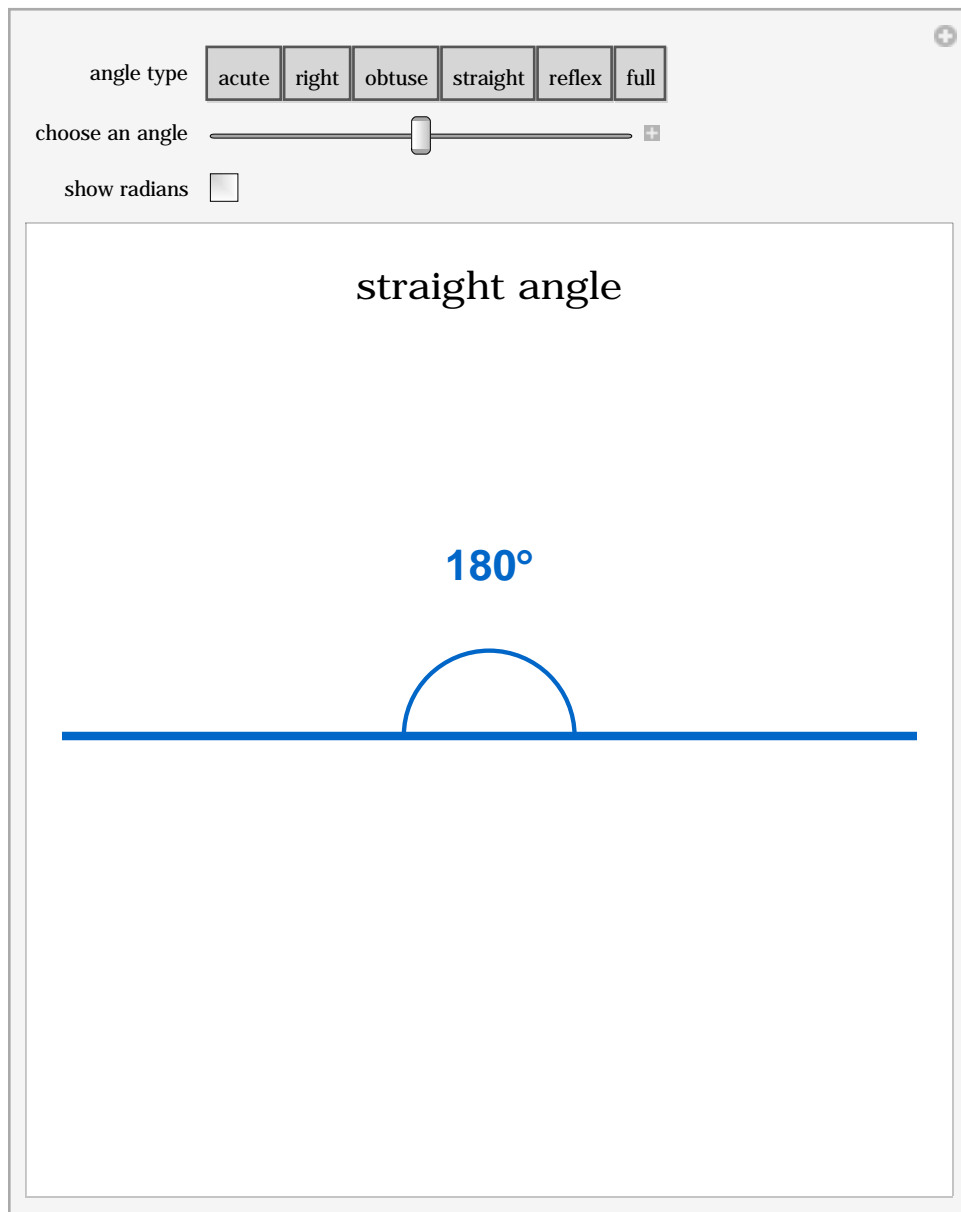 angle type acute right obtuse straight reflex full
choose an angle
show radians
straight angle
180°